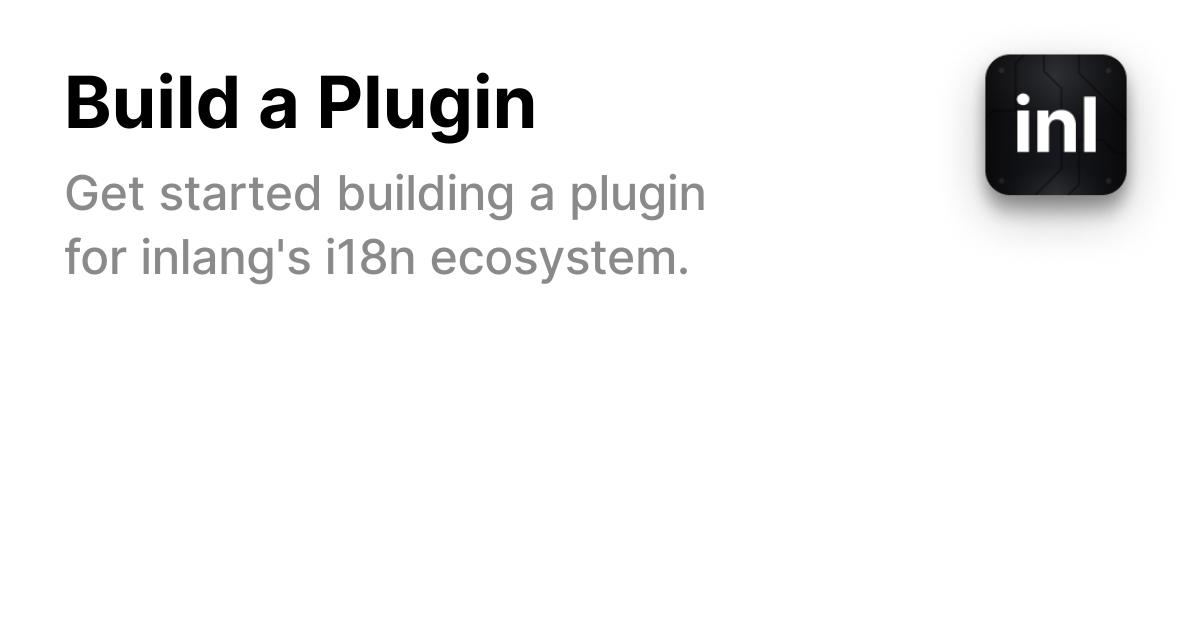 Build a Plugin
inl
Get started building a plugin
for inlang's i18n ecosystem.